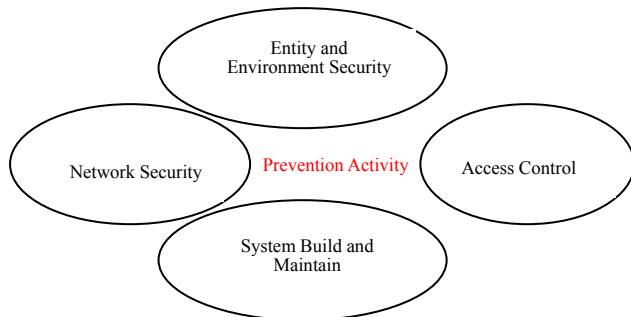 Entity and
Environment Security
Network Security
Prevention Activity
Access Control
System Build and
Maintain